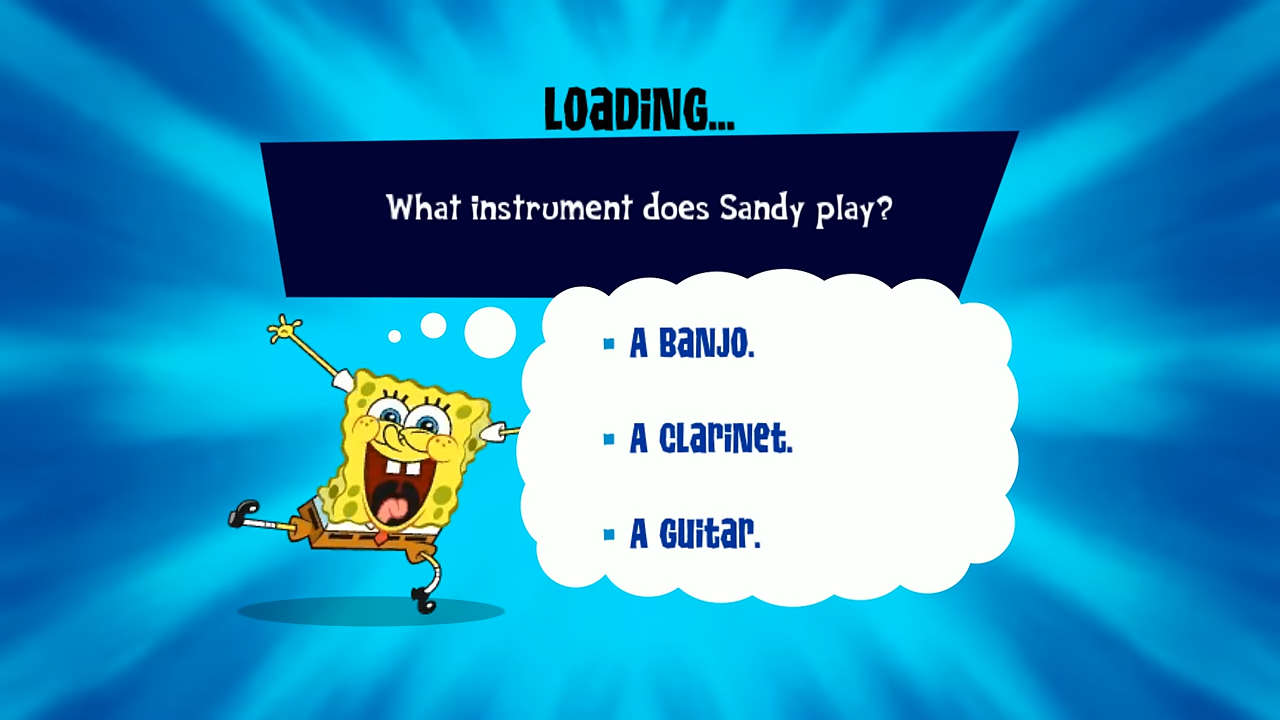 LOADING...
What instrument does Sandy play?
A BANJO.
A CLARINET.
A GUITAR.